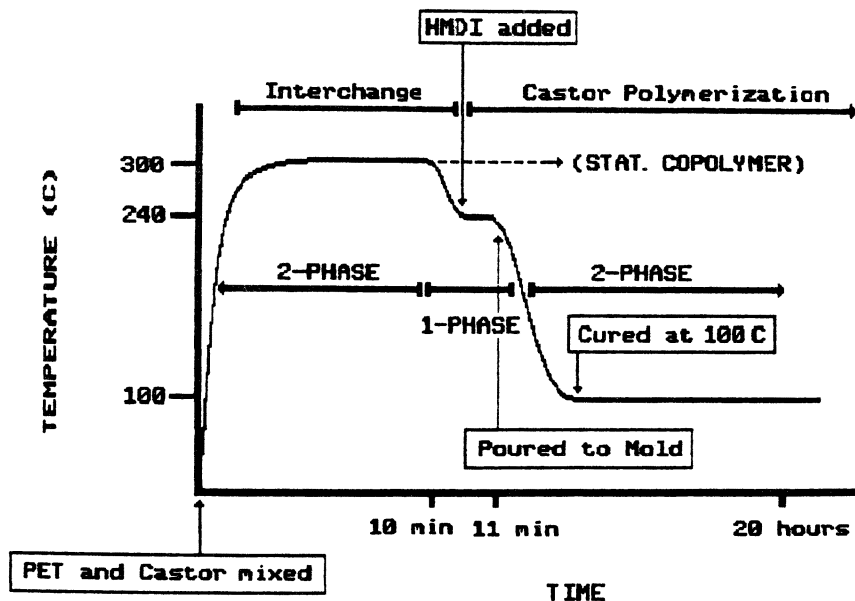 HMDI added
Interchange
Castor Polymerization
300
(STAT. COPOLYMER)
240
2-PHASE
2-PHASE
1-PHASE
Cured at 100 C
100
Poured to Mold
10 min
11 min
20 hours
PET and Castor mixed
TIME
TEMPERATURE (C)